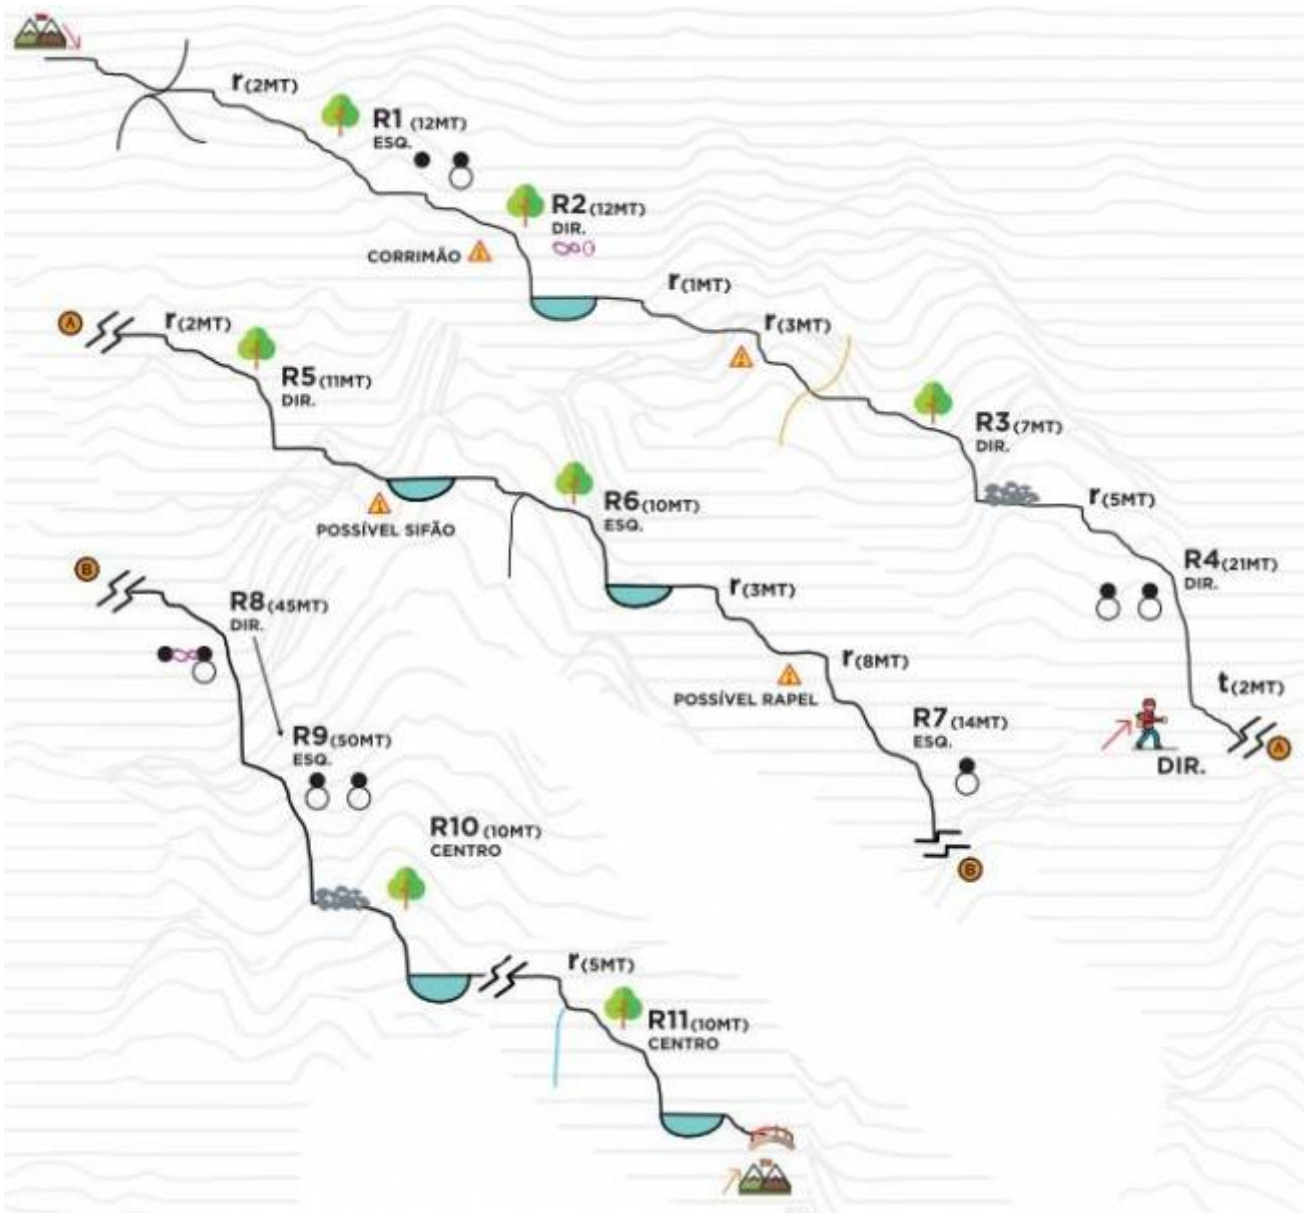 r(2MT)
R1 (12MT)
ESQ.
R2 (12MT)
DIR.
CORRIMÃO
r(1MT)
r(3MT)
R3 (7MT)
DIR.
r(5MT)
R4 (21MT)
DIR.
t(2MT)
DIR.
A
A
r(2MT)
R5 (11MT)
DIR.
POSSÍVEL SIFÃO
R6 (10MT)
ESQ.
r(3MT)
r(8MT)
POSSÍVEL RAPEL
R7 (14MT)
ESQ.
B
B
R8 (45MT)
DIR.
R9 (50MT)
ESQ.
R10 (10MT)
CENTRO
r(5MT)
R11 (10MT)
CENTRO